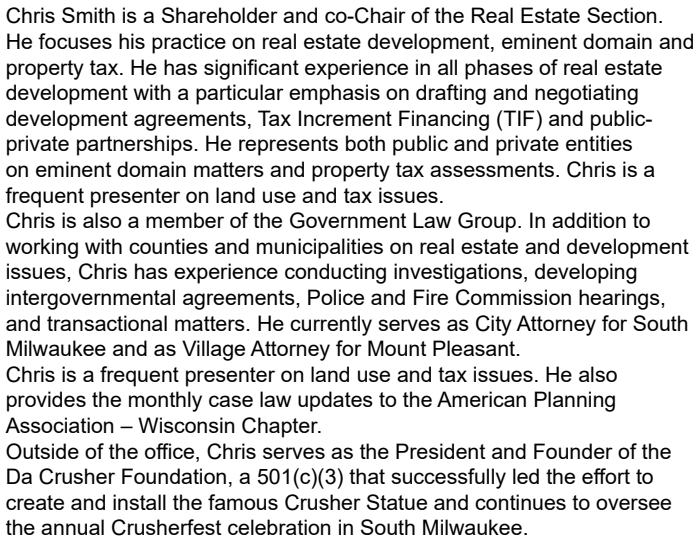 Chris Smith is a Shareholder and co-Chair of the Real Estate Section.
He focuses his practice on real estate development, eminent domain and
property tax. He has significant experience in all phases of real estate
development with a particular emphasis on drafting and negotiating
development agreements, Tax Increment Financing (TIF) and public-
private partnerships. He represents both public and private entities
on eminent domain matters and property tax assessments. Chris is a
frequent presenter on land use and tax issues.
Chris is also a member of the Government Law Group. In addition to
working with counties and municipalities on real estate and development
issues, Chris has experience conducting investigations, developing
intergovernmental agreements, Police and Fire Commission hearings,
and transactional matters. He currently serves as City Attorney for South
Milwaukee and as Village Attorney for Mount Pleasant.
Chris is a frequent presenter on land use and tax issues. He also
provides the monthly case law updates to the American Planning
Association – Wisconsin Chapter.
Outside of the office, Chris serves as the President and Founder of the
Da Crusher Foundation, a 501(c)(3) that successfully led the effort to
create and install the famous Crusher Statue and continues to oversee
the annual Crusherfest celebration in South Milwaukee.